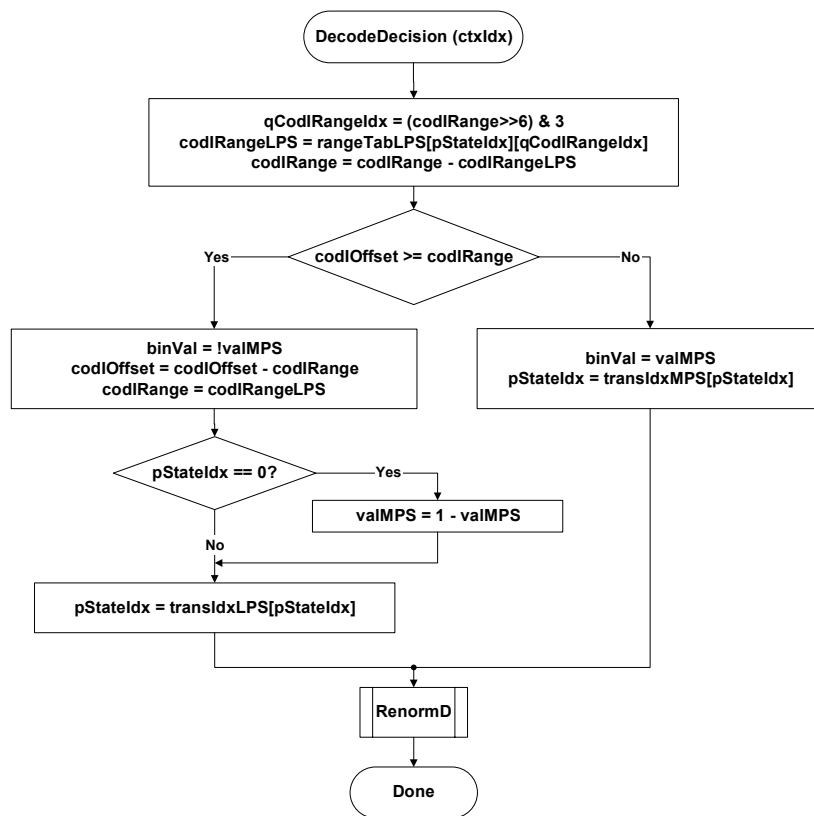 DecodeDecision (ctxIdx)
qCodIRangeIdx = (codIRange>>6) & 3
codIRangeLPS = rangeTabLPS[pStateIdx][qCodIRangeIdx]
codIRange = codIRange - codIRangeLPS
codIOffset >= codIRange
Yes
No
binVal = !valMPS
codIOffset = codIOffset - codIRange
codIRange = codIRangeLPS
binVal = valMPS
pStateIdx = transIdxMPS[pStateIdx]
pStateIdx == 0?
Yes
valMPS = 1 - valMPS
No
pStateIdx = transIdxLPS[pStateIdx]
RenormD
Done